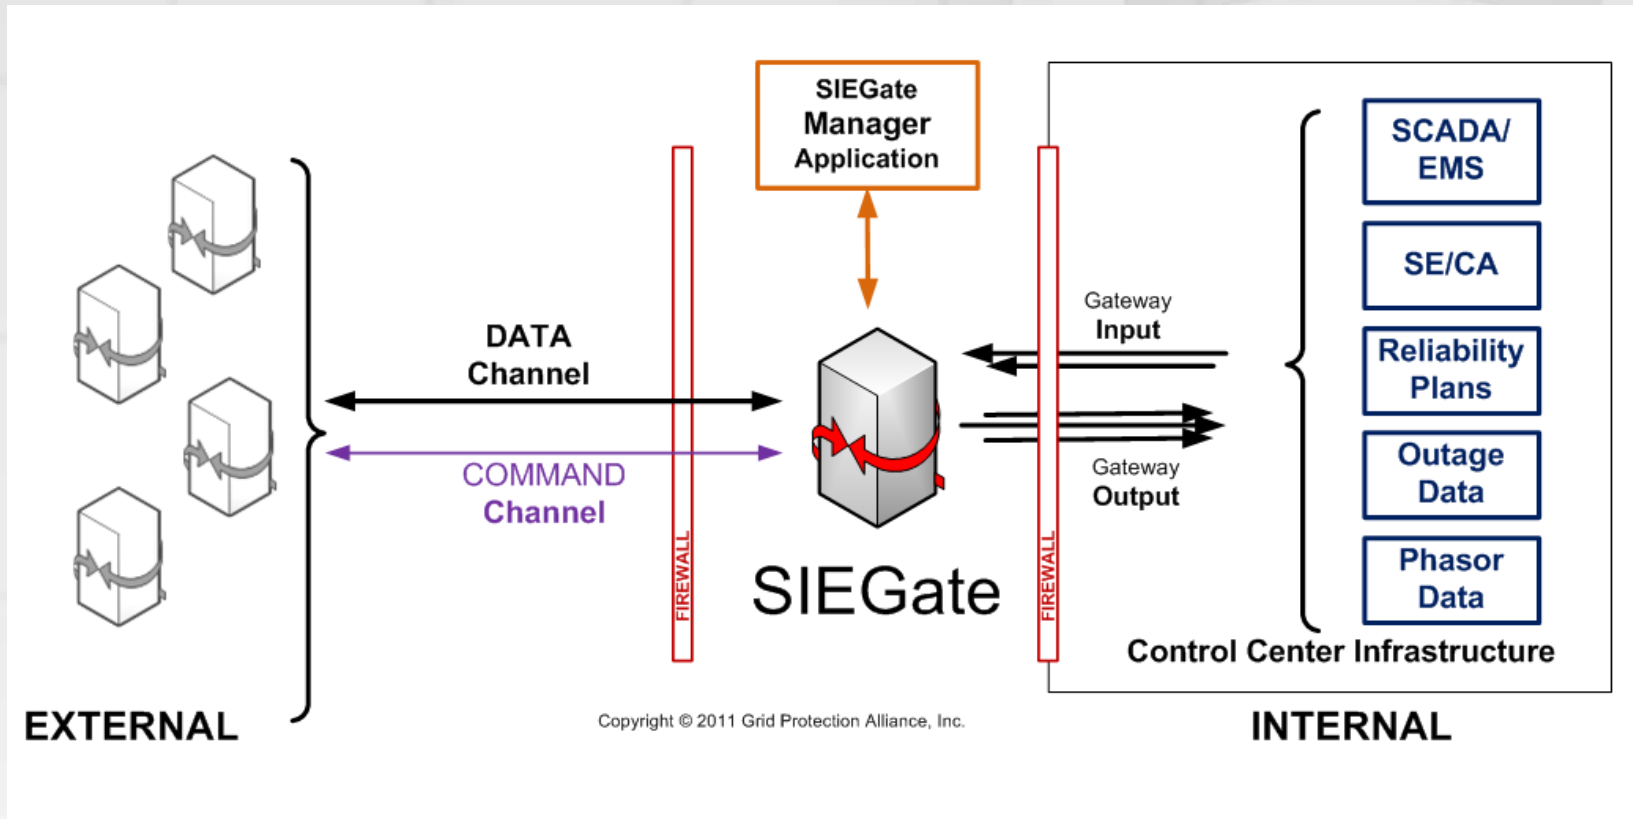 SIEGate
Manager
Application
DATA
Channel
COMMAND
Channel
FIREWALL
SIEGate
FIREWALL
Gateway
Input
Gateway
Output
SCADA/
EMS
SE/CA
Reliability
Plans
Outage
Data
Phasor
Data
Control Center Infrastructure
EXTERNAL
Copyright © 2011 Grid Protection Alliance, Inc.
INTERNAL